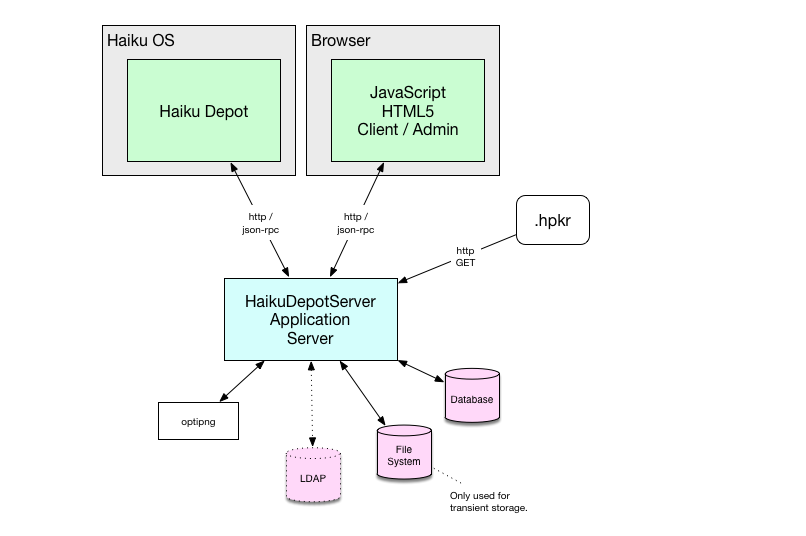 Haiku OS
Browser
Haiku Depot
JavaScript
HTML5
Client / Admin
http /
json-rpc
http /
json-rpc
.hpkr
http
GET
HaikuDepotServer
Application
Server
Database
optipng
File
System
LDAP
Only used for
transient storage.